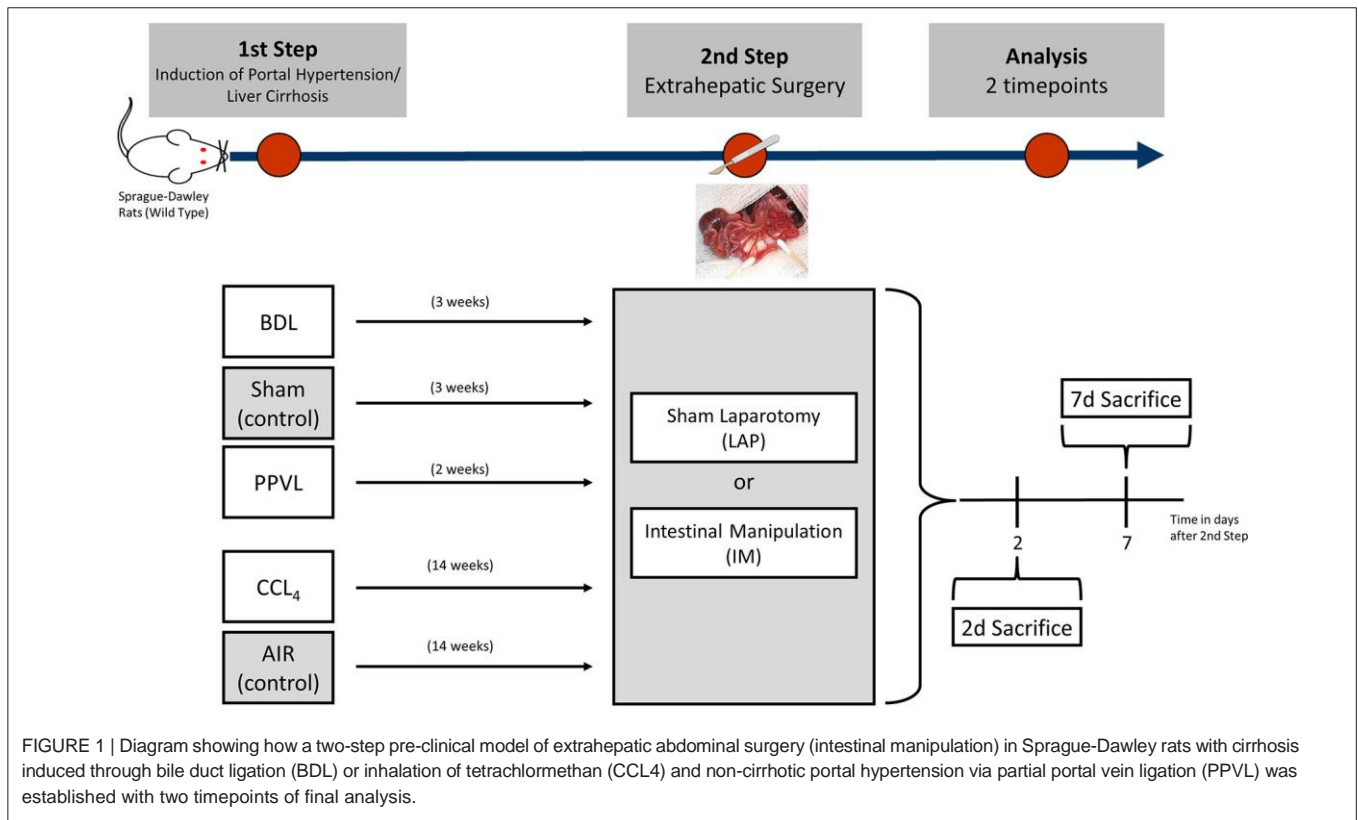 1st Step
Induction of Portal Hypertension/
Liver Cirrhosis
2nd Step
Extrahepatic Surgery
Analysis
2 timepoints
Sprague-Dawley
Rats (Wild Type)
BDL
(3 weeks)
Sham
(control)
(3 weeks)
PPVL
(2 weeks)
CCL₄
(14 weeks)
AIR
(control)
(14 weeks)
Sham Laparotomy
(LAP)
or
Intestinal Manipulation
(IM)
7d Sacrifice
2
7
Time in days
after 2nd Step
2d Sacrifice
FIGURE 1 | Diagram showing how a two-step pre-clinical model of extrahepatic abdominal surgery (intestinal manipulation) in Sprague-Dawley rats with cirrhosis
induced through bile duct ligation (BDL) or inhalation of tetrachlormethan (CCL4) and non-cirrhotic portal hypertension via partial portal vein ligation (PPVL) was
established with two timepoints of final analysis.